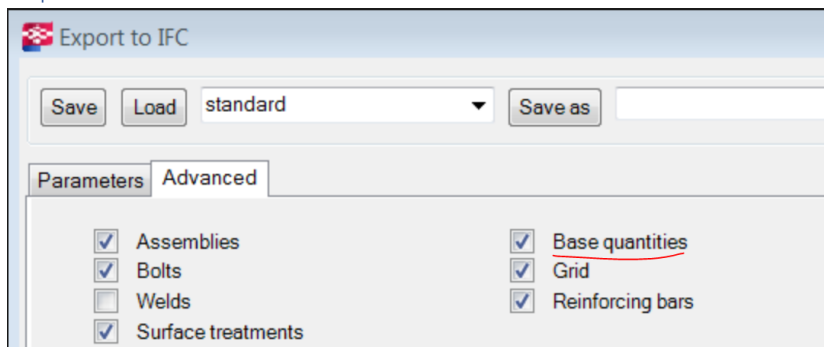 Export to IFC
Save Load standard Save as
Parameters Advanced
Assemblies Base quantities
Bolts Grid
Welds Reinforcing bars
Surface treatments